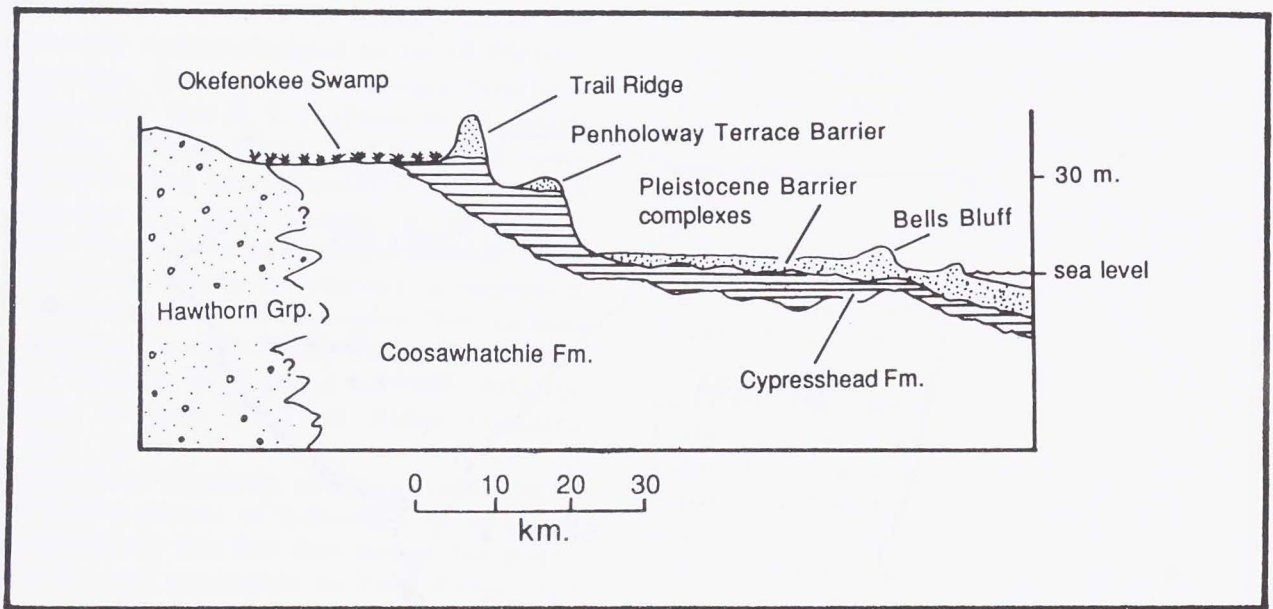 Okefenokee Swamp
Trail Ridge
Penholoway Terrace Barrier
Pleistocene Barrier
complexes
Bells Bluff
30 m.
sea level
?
Hawthorn Grp.
?
Coosawhatchie Fm.
Cypresshead Fm.
0 10 20 30
km.